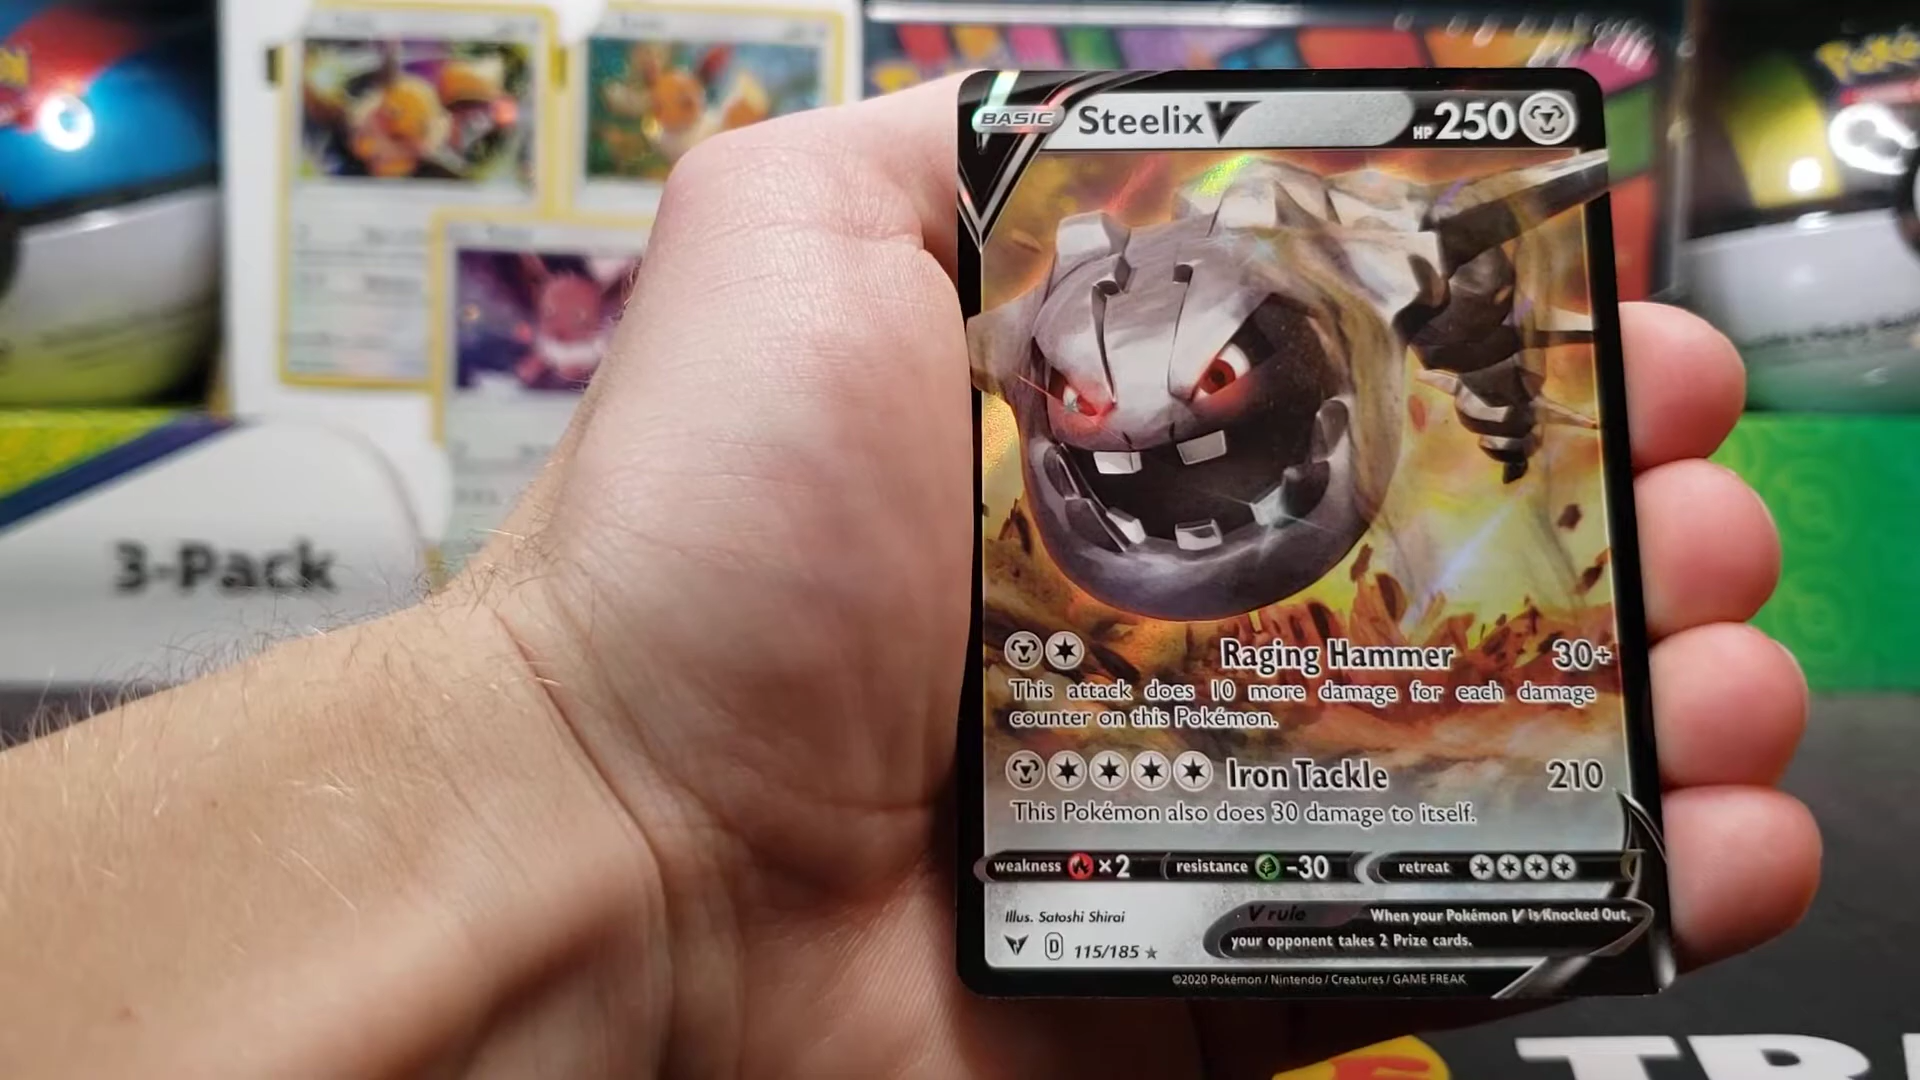 BASIC Steelix V HP 250
Raging Hammer 30+
This attack does 10 more damage for each damage
counter on this Pokémon.
Iron Tackle 210
This Pokémon also does 30 damage to itself.
weakness ×2 resistance -30 retreat
Illus. Satoshi Shirai
V rule When your Pokémon V is Knocked Out,
your opponent takes 2 Prize cards.
D 115/185
©2020 Pokémon / Nintendo / Creatures / GAME FREAK
3-Pack